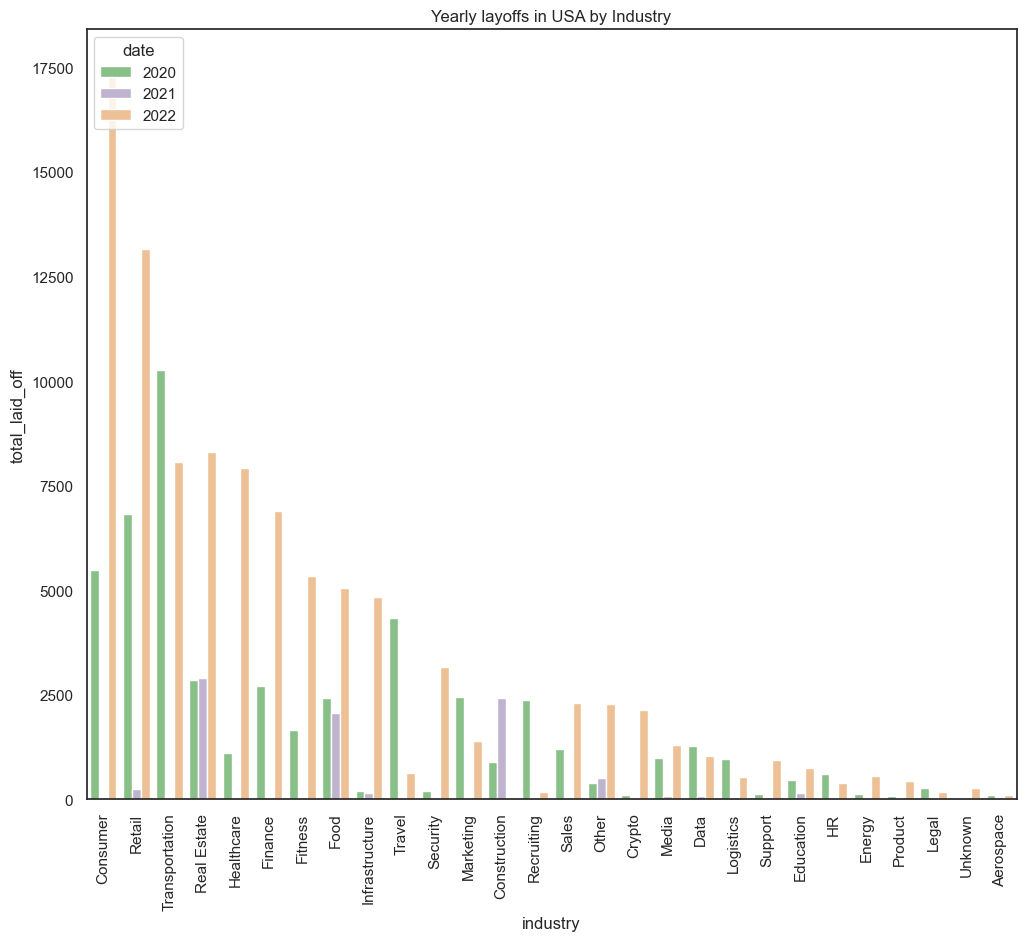 Yearly layoffs in USA by Industry
date
2020
2021
2022
17500
15000
12500
10000
7500
5000
2500
0
total_laid_off
Consumer
Retail
Transportation
Real Estate
Healthcare
Finance
Fitness
Food
Infrastructure
Travel
Security
Marketing
Construction
Recruiting
Sales
Other
Crypto
Media
Data
Logistics
Support
Education
HR
Energy
Product
Legal
Unknown
Aerospace
industry